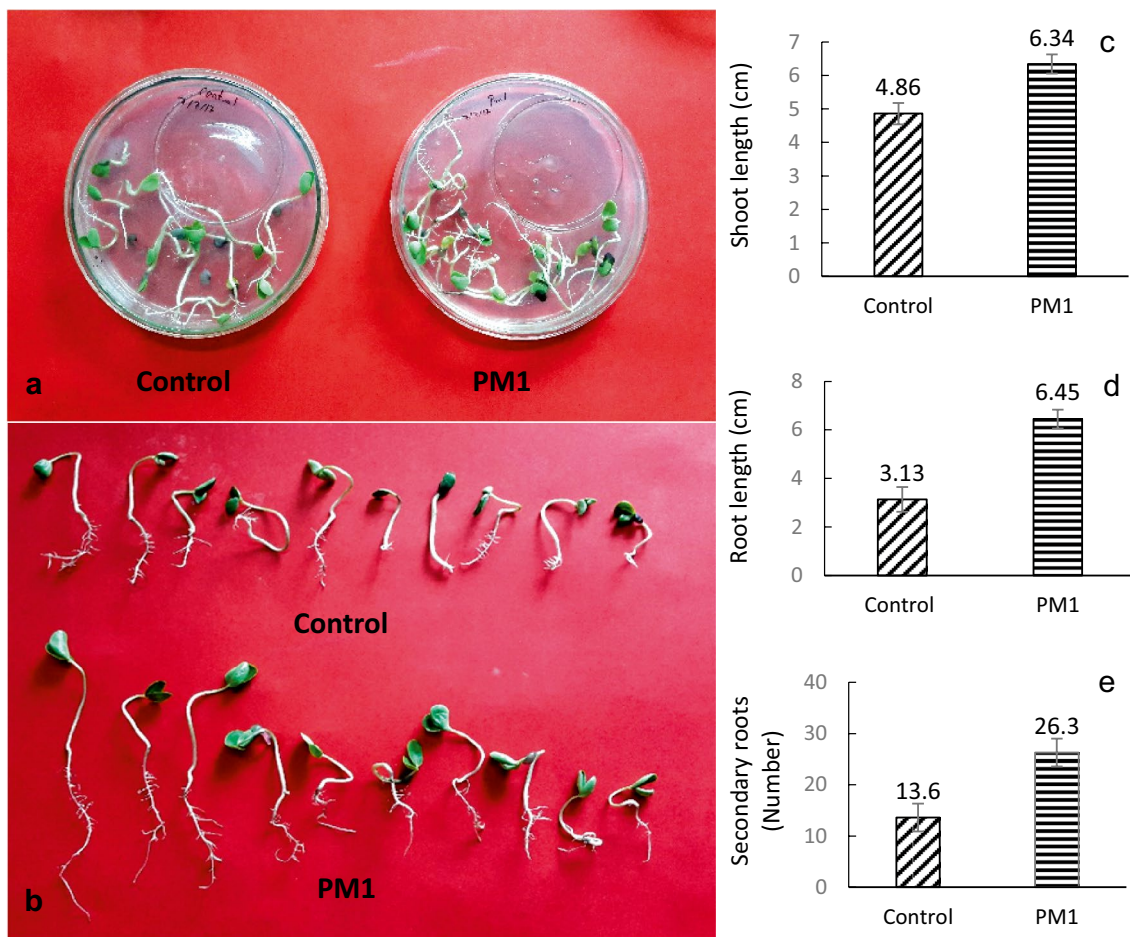 Control
a
Control
PM1
Control
PM1
b
c
Shoot length (cm)
7
6
5
4
3
2
1
0
4.86
6.34
Control
PM1
d
Root length (cm)
8
6
4
2
0
3.13
6.45
Control
PM1
e
Secondary roots
(Number)
40
30
20
10
0
13.6
26.3
Control
PM1